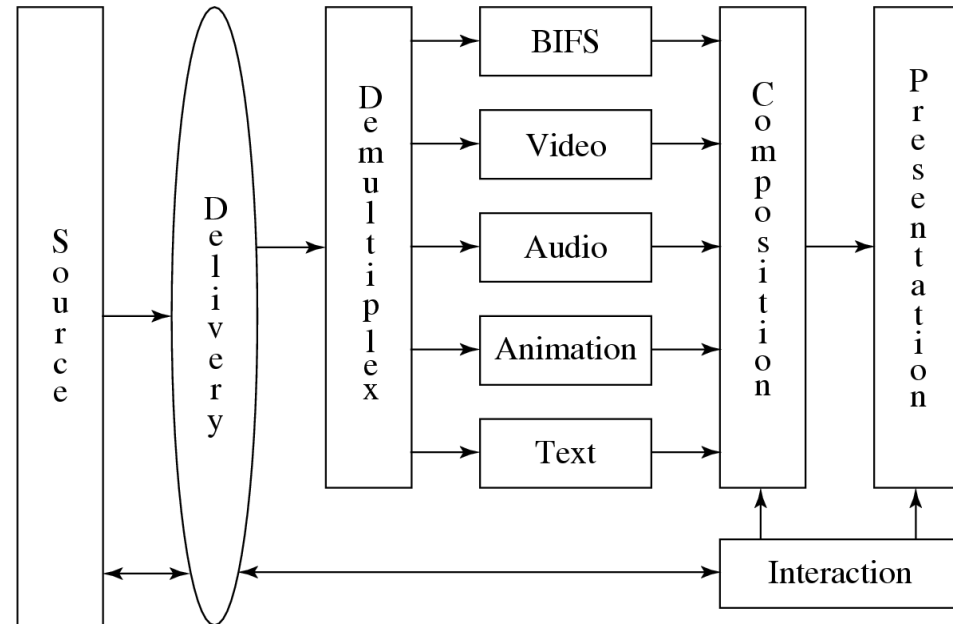 Source
Delivery
Demultiplex
BIFS
Video
Audio
Animation
Text
Composition
Presentation
Interaction